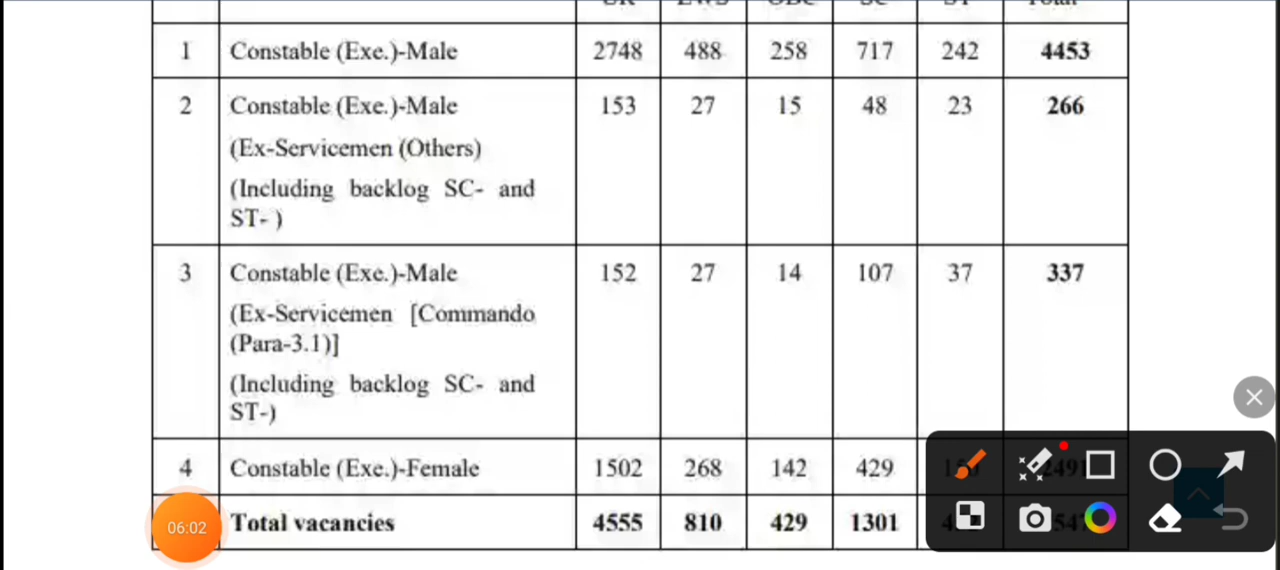 1 Constable (Exe.)-Male 2748 488 258 717 242 4453
2 Constable (Exe.)-Male 153 27 15 48 23 266
(Ex-Servicemen (Others)
(Including backlog SC- and
ST- )
3 Constable (Exe.)-Male 152 27 14 107 37 337
(Ex-Servicemen [Commando
(Para-3.1)]
(Including backlog SC- and
ST-)
4 Constable (Exe.)-Female 1502 268 142 429
06:02 Total vacancies 4555 810 429 1301